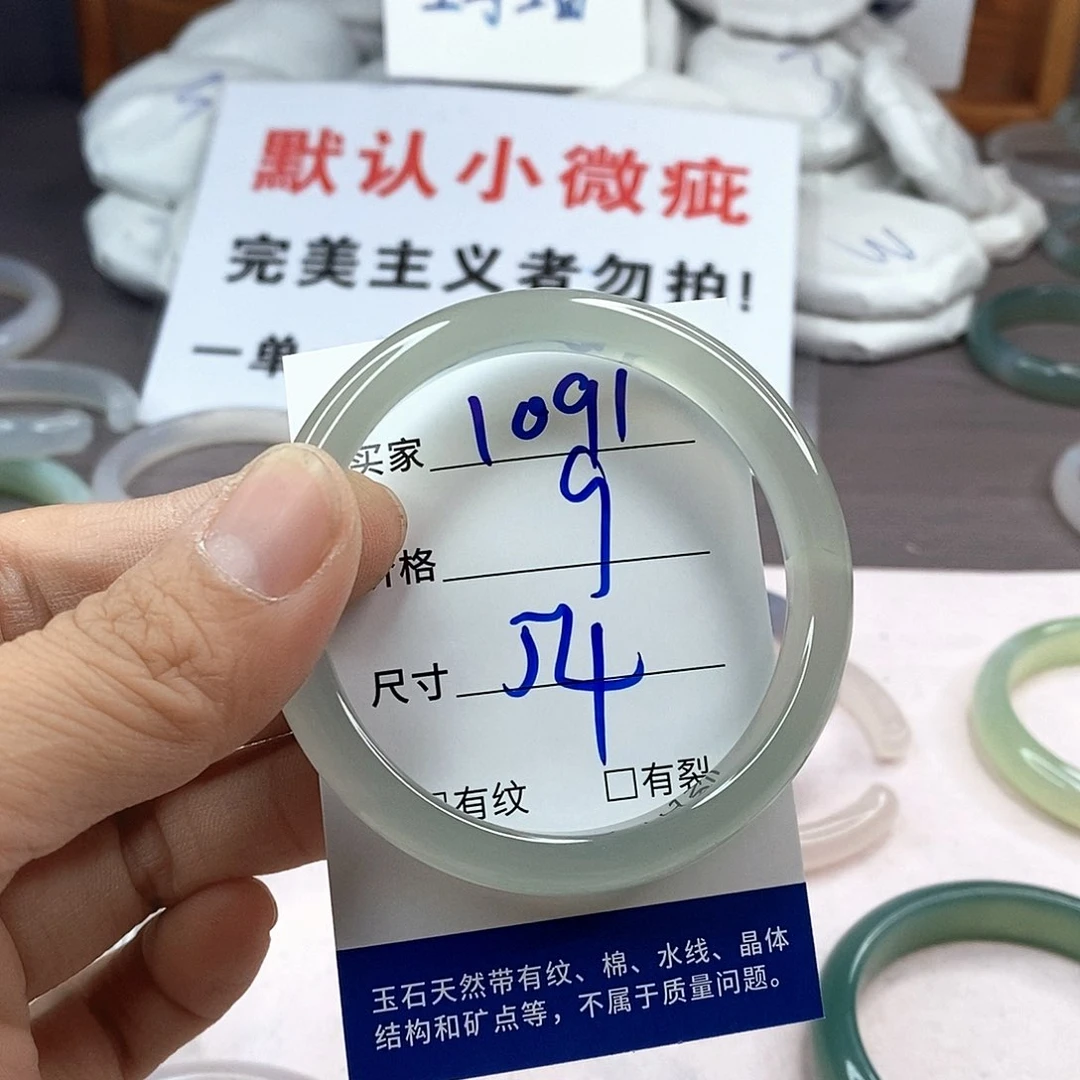 默认小微疵
完美主义者勿拍!
一单
买家 1091
价格 9
尺寸 54
□有纹 □有裂
玉石天然带有纹、棉、水线、晶体
结构和矿点等，不属于质量问题。
W